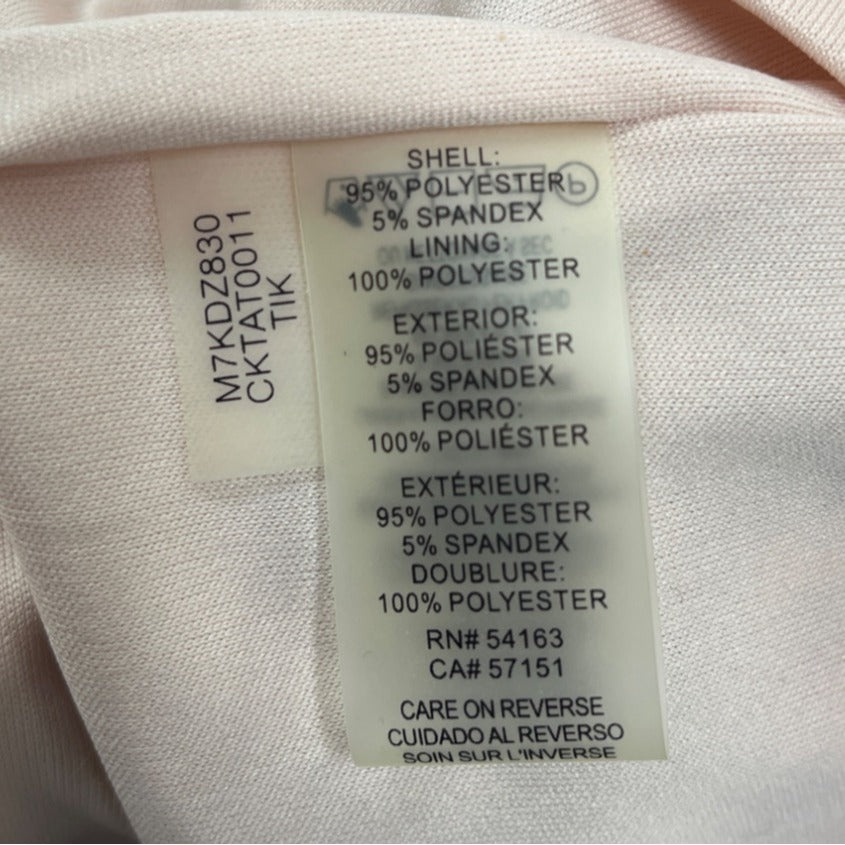 M7KDZ830
CKTAT0011
TIK
SHELL:
95% POLYESTER
5% SPANDEX
LINING:
100% POLYESTER
EXTERIOR:
95% POLIÉSTER
5% SPANDEX
FORRO:
100% POLIÉSTER
EXTÉRIEUR:
95% POLYESTER
5% SPANDEX
DOUBLURE:
100% POLYESTER
RN# 54163
CA# 57151
CARE ON REVERSE
CUIDADO AL REVERSO
SOIN SUR L'INVERSE